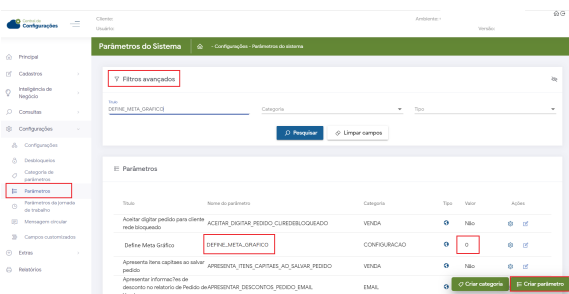 Configurações
Cliente:
Usuário:
Ambiente:
Versão:
Parâmetros do Sistema
- Configurações - Parâmetros do sistema
Principal
Cadastros
Inteligência de
Negócio
Consultas
Configurações
Configurações
Desbloqueios
Categoria de
parâmetros
Parâmetros
Parâmetros da jornada
de trabalho
Mensagem circular
Campos customizados
Extras
Relatórios
Filtros avançados
DEFINE_META_GRAFICO
Categoria
Tipo
Pesquisar
Limpar campos
Parâmetros
Título
Nome do parâmetro
Categoria
Tipo
Valor
Ações
Aceitar digitar pedido para cliente
rede bloqueado
ACEITAR_DIGITAR_PEDIDO_CLIREDEBLOQUEADO
VENDA
Não
Define Meta Gráfico
DEFINE_META_GRAFICO
CONFIGURACAO
0
Apresenta itens capitaes ao salvar
pedido
APRESENTA_ITENS_CAPITAES_AO_SALVAR_PEDIDO
VENDA
Não
Apresentar informac?es de
desconto no relatorio de Pedido de
APRESENTAR_DESCONTOS_PEDIDO_EMAIL
EMAIL
Criar categoria
Criar parâmetro